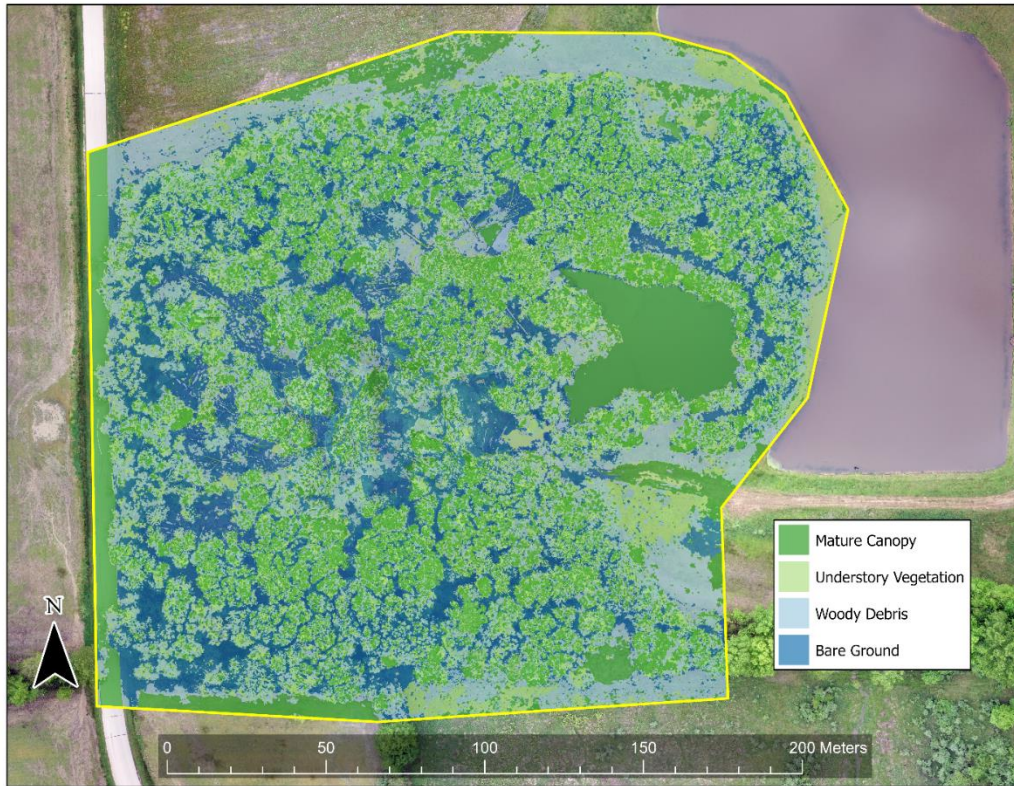 Mature Canopy
Understory Vegetation
Woody Debris
Bare Ground
N
0 50 100 150 200 Meters